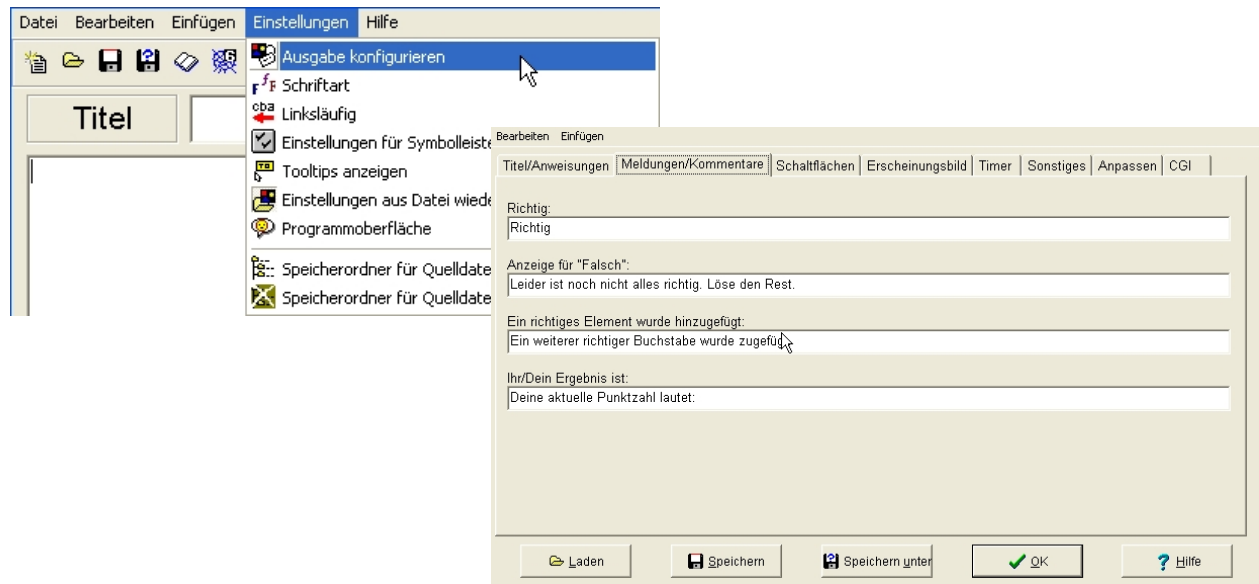 Datei Bearbeiten Einfügen Einstellungen Hilfe
Ausgabe konfigurieren
Schriftart
Linksläufig
Einstellungen für Symbolleiste
Tooltips anzeigen
Einstellungen aus Datei wiede
Programmoberfläche
Speicherordner für Quelldate
Speicherordner für Quelldate
Titel
Bearbeiten Einfügen
Titel/Anweisungen Meldungen/Kommentare Schaltflächen Erscheinungsbild Timer Sonstiges Anpassen CGI
Richtig:
Richtig
Anzeige für "Falsch":
Leider ist noch nicht alles richtig. Löse den Rest.
Ein richtiges Element wurde hinzugefügt:
Ein weiterer richtiger Buchstabe wurde zugefüg
Ihr/Dein Ergebnis ist:
Deine aktuelle Punktzahl lautet:
Laden Speichern Speichern unter OK Hilfe